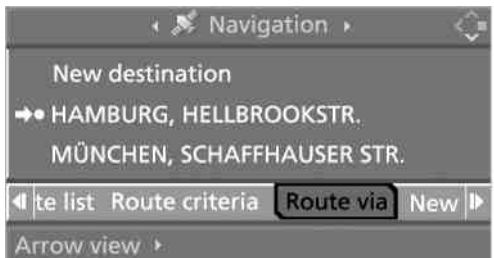 Navigation
New destination
HAMBURG, HELLBROOKSTR.
MÜNCHEN, SCHAFFHAUSER STR.
te list Route criteria Route via New
Arrow view